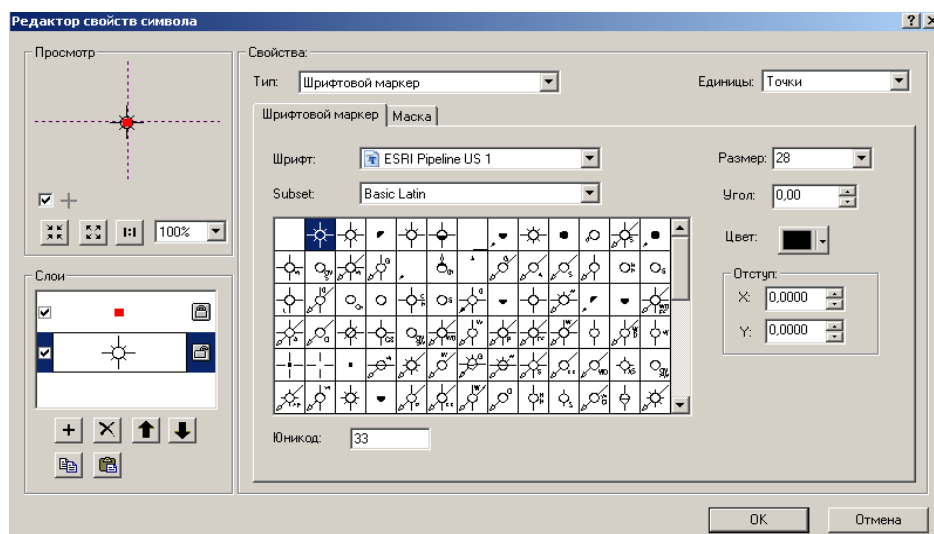 Редактор свойств символа
Просмотр
100%
Слои
Свойства:
Тип: Шрифтовой маркер
Единицы: Точки
Шрифтовой маркер Маска
Шрифт: ESRI Pipeline US 1
Размер: 28
Subset: Basic Latin
Угол: 0,00
Цвет:
Отступ:
X: 0,0000
Y: 0,0000
Юникод: 33
OK Отмена